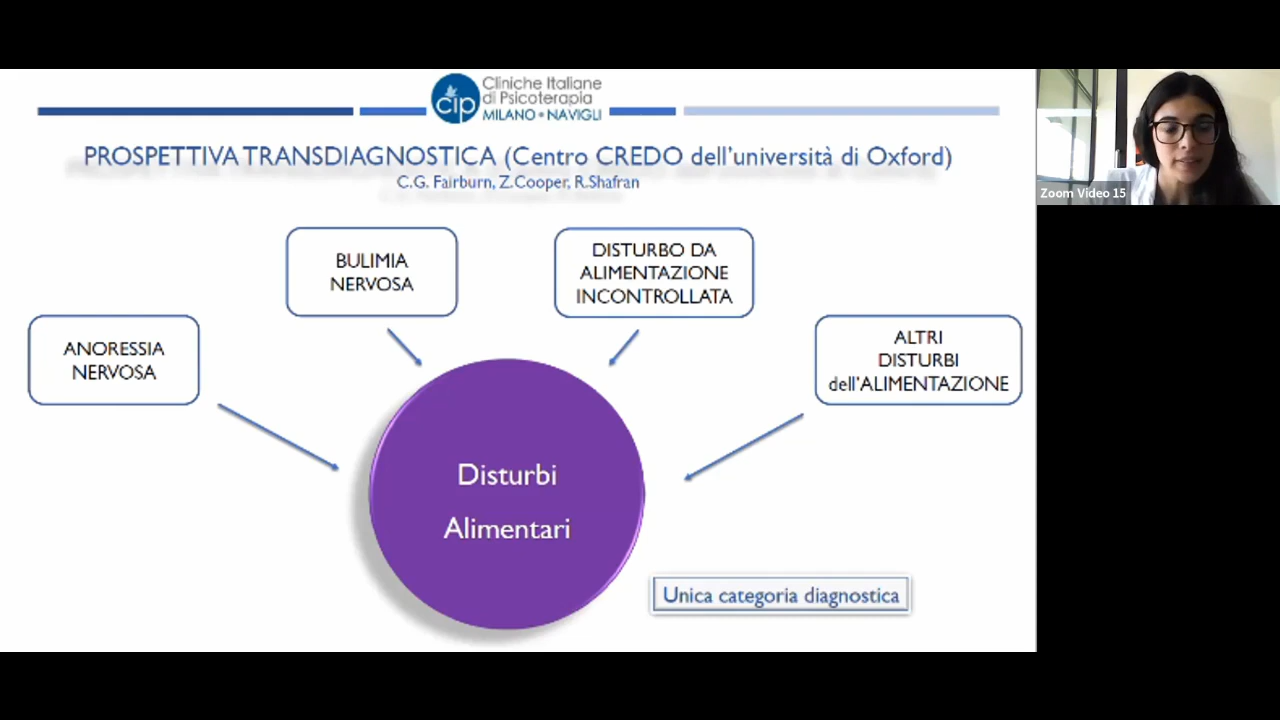 cip
Cliniche Italiane
di Psicoterapia
MILANO • NAVIGLI
PROSPETTIVA TRANSDIAGNOSTICA (Centro CREDO dell'università di Oxford)
C.G. Fairburn, Z.Cooper, R.Shafran
Zoom Video 15
BULIMIA
NERVOSA
DISTURBO DA
ALIMENTAZIONE
INCONTROLLATA
ANORESSIA
NERVOSA
ALTRI
DISTURBI
dell'ALIMENTAZIONE
Disturbi
Alimentari
Unica categoria diagnostica